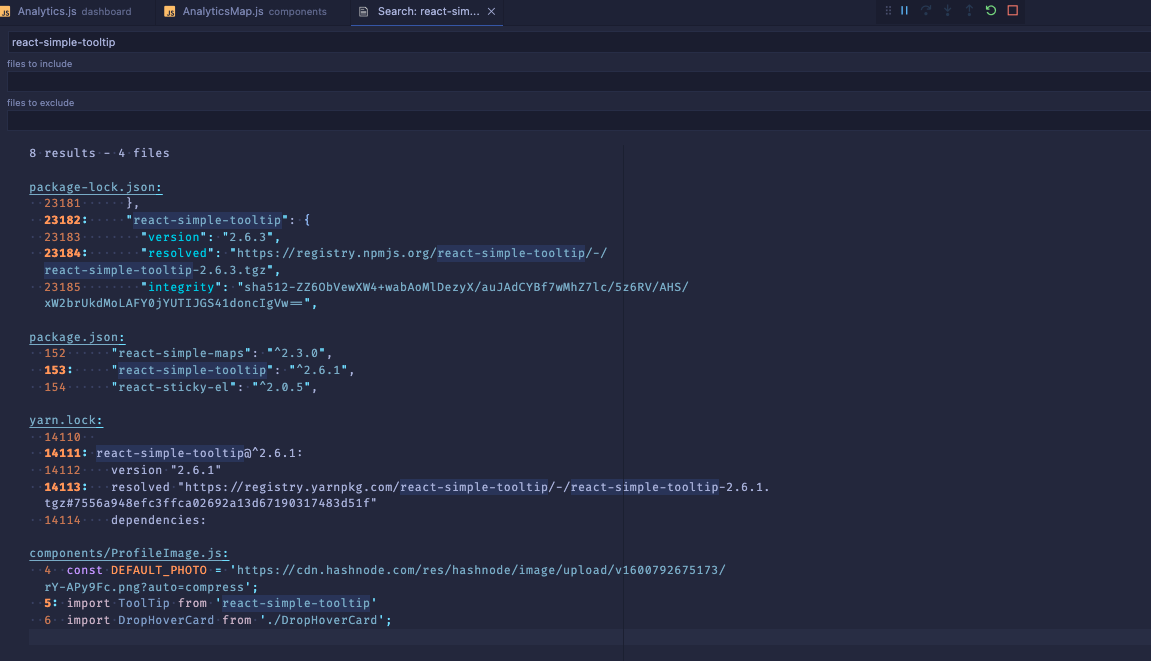 JS Analytics.js dashboard JS AnalyticsMap.js components Search: react-sim...
react-simple-tooltip
files to include
files to exclude
8 results - 4 files
package-lock.json:
23181 },
23182: "react-simple-tooltip": {
23183 "version": "2.6.3",
23184: "resolved": "https://registry.npmjs.org/react-simple-tooltip/-/
react-simple-tooltip-2.6.3.tgz",
23185 "integrity": "sha512-ZZ6ObVewXW4+wabAoMlDezyX/auJAdCYBf7wMhZ7lc/5z6RV/AHS/
xW2brUkdMoLAFY0jYUTIJGS41doncIgVw==",
package.json:
152 "react-simple-maps": "^2.3.0",
153: "react-simple-tooltip": "^2.6.1",
154 "react-sticky-el": "^2.0.5",
yarn.lock:
14110
14111: react-simple-tooltip@^2.6.1:
14112 version "2.6.1"
14113: resolved "https://registry.yarnpkg.com/react-simple-tooltip/-/react-simple-tooltip-2.6.1.
tgz#7556a948efc3ffca02692a13d67190317483d51f"
14114 dependencies:
components/ProfileImage.js:
4 const DEFAULT_PHOTO = 'https://cdn.hashnode.com/res/hashnode/image/upload/v1600792675173/
rY-APy9Fc.png?auto=compress';
5: import ToolTip from 'react-simple-tooltip'
6 import DropHoverCard from './DropHoverCard';